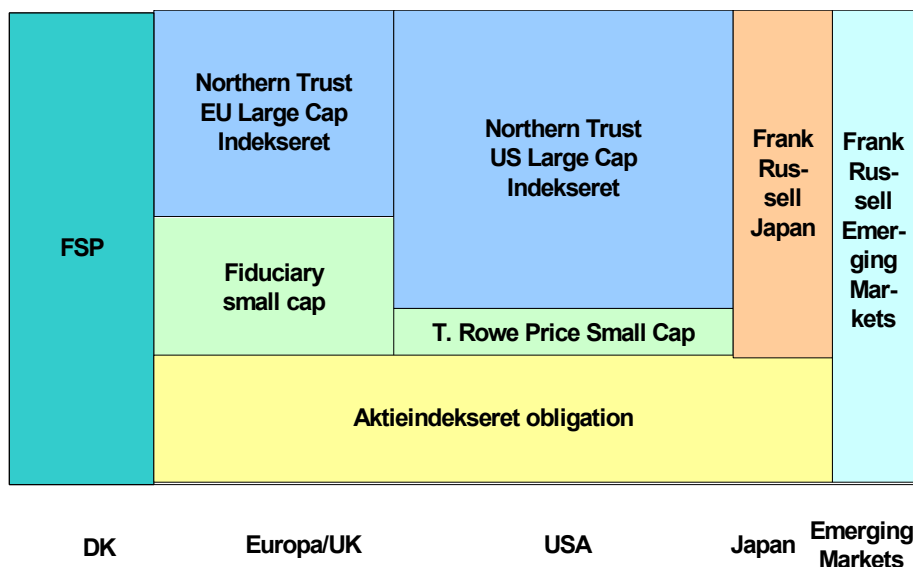 FSP
Northern Trust
EU Large Cap
Indekseret
Fiduciary
small cap
Northern Trust
US Large Cap
Indekseret
T. Rowe Price Small Cap
Frank
Rus-
sell
Japan
Frank
Rus-
sell
Emer-
ging
Mar-
kets
Aktieindekseret obligation
DK
Europa/UK
USA
Japan
Emerging
Markets